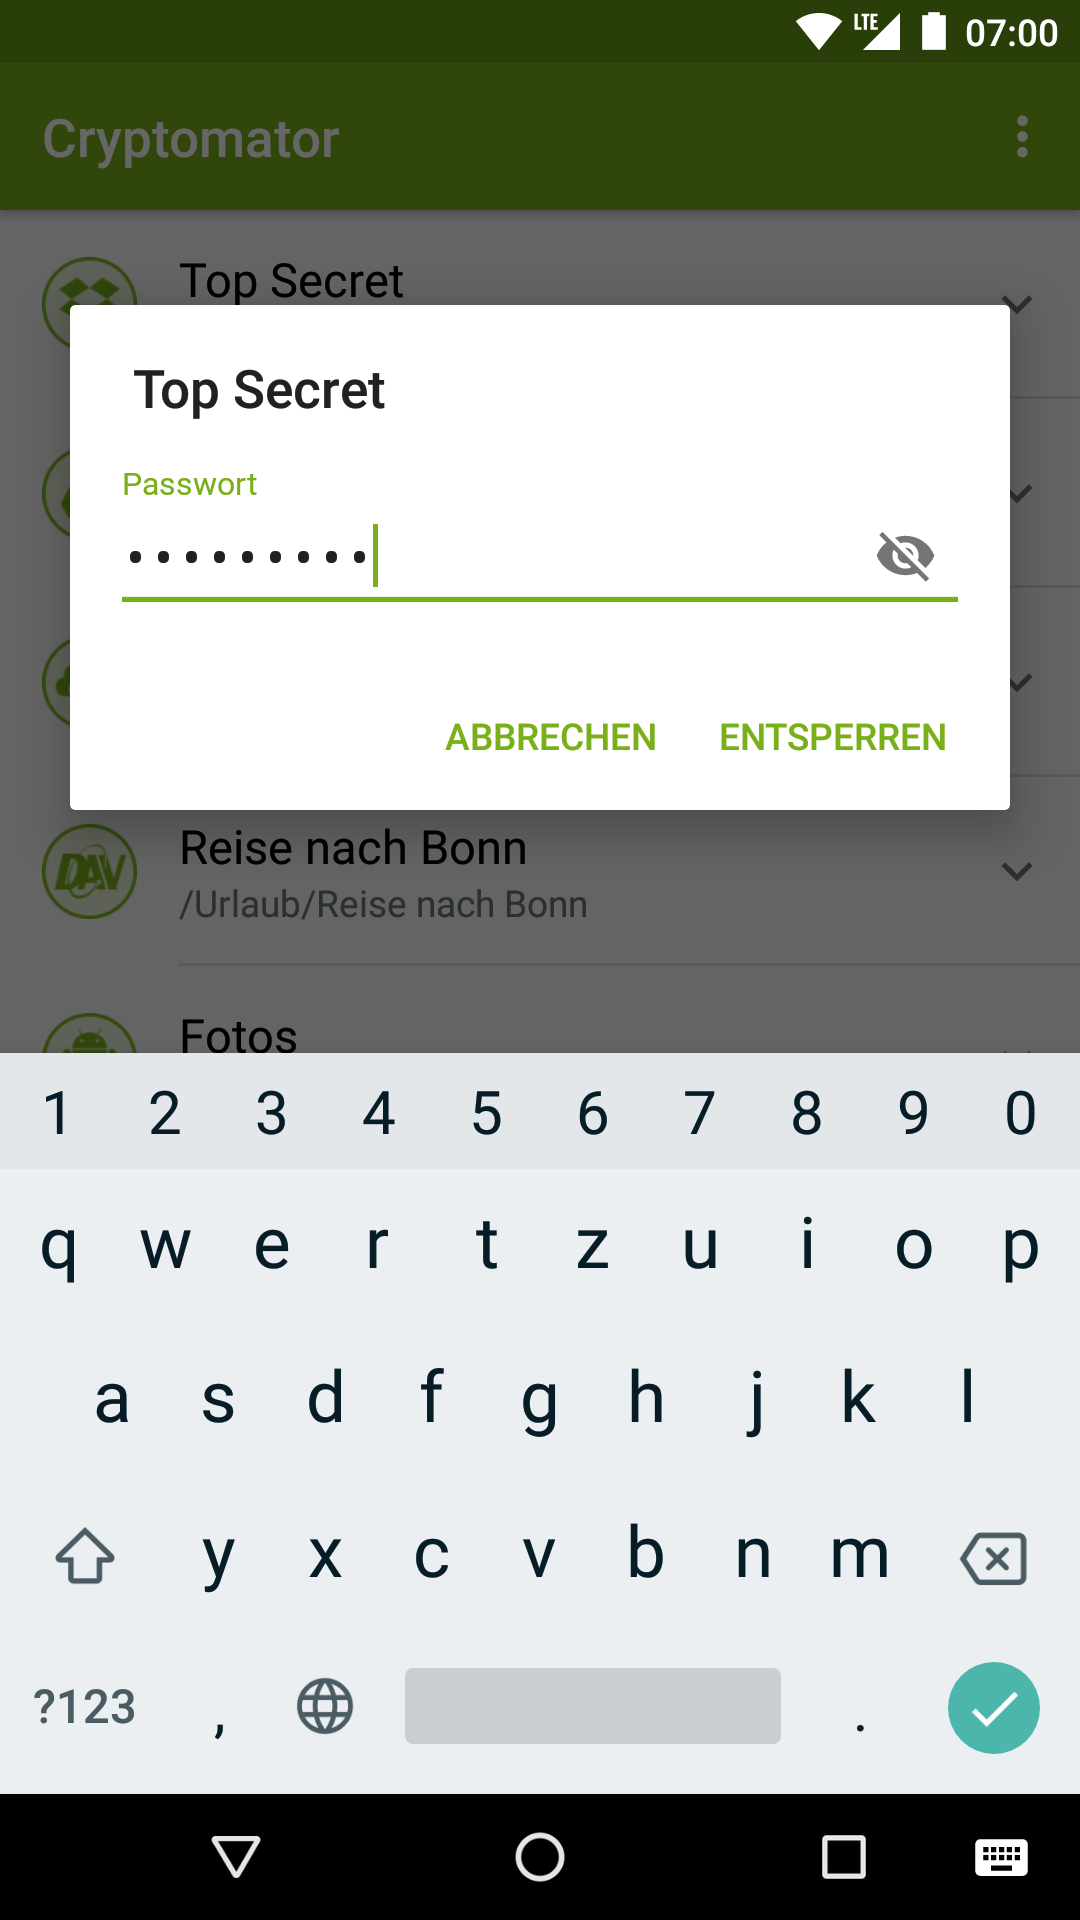 LTE 07:00
Cryptomator
Top Secret
Top Secret
Passwort
•••••••••
ABBRECHEN ENTSPERREN
DAV
Reise nach Bonn
/Urlaub/Reise nach Bonn
Fotos
1 2 3 4 5 6 7 8 9 0
q w e r t z u i o p
a s d f g h j k l
y x c v b n m
?123 , .